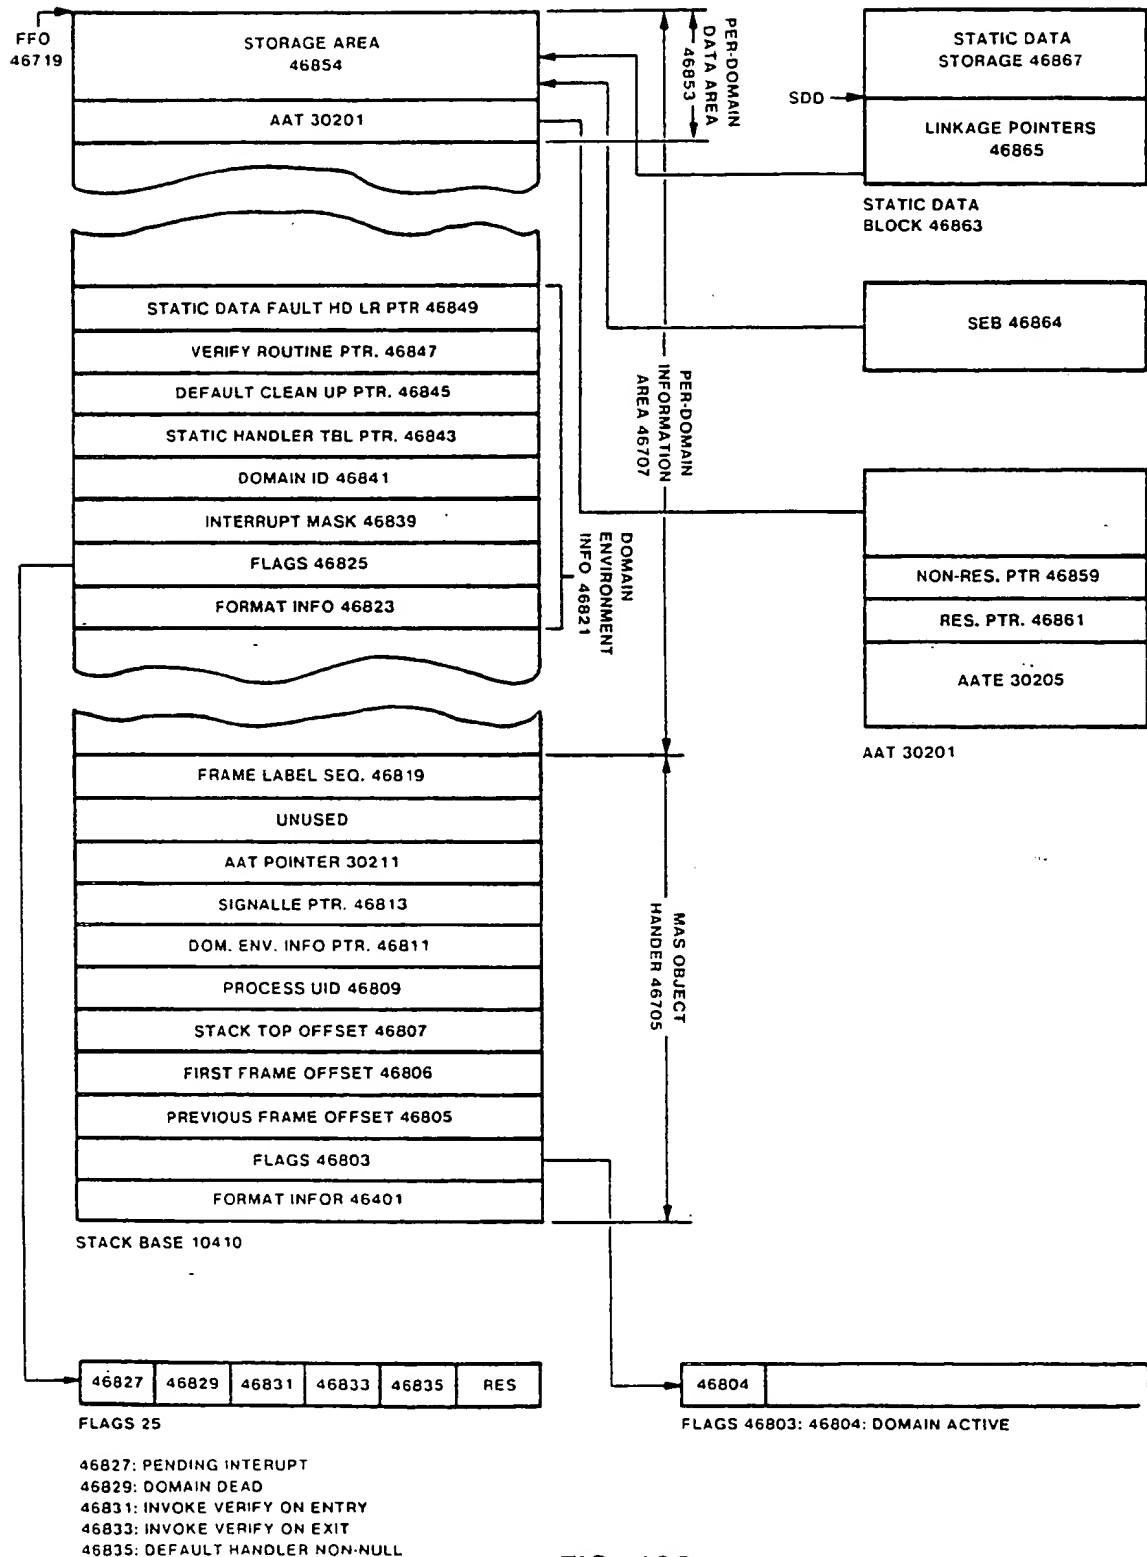 FFO
46719
STORAGE AREA
46854
AAT 30201
PER-DOMAIN
DATA AREA
46853
STATIC DATA
STORAGE 46867
SDD
LINKAGE POINTERS
46865
STATIC DATA
BLOCK 46863
STATIC DATA FAULT HD LR PTR 46849
VERIFY ROUTINE PTR. 46847
DEFAULT CLEAN UP PTR. 46845
STATIC HANDLER TBL PTR. 46843
DOMAIN ID 46841
INTERRUPT MASK 46839
FLAGS 46825
FORMAT INFO 46823
DOMAIN
ENVIRONMENT
INFO 46821
PER-DOMAIN
INFORMATION
AREA 46707
SEB 46864
NON-RES. PTR 46859
RES. PTR. 46861
AATE 30205
AAT 30201
FRAME LABEL SEQ. 46819
UNUSED
AAT POINTER 30211
SIGNALLE PTR. 46813
DOM. ENV. INFO PTR. 46811
PROCESS UID 46809
STACK TOP OFFSET 46807
FIRST FRAME OFFSET 46806
PREVIOUS FRAME OFFSET 46805
FLAGS 46803
FORMAT INFOR 46401
MAS OBJECT
HANDER 46705
STACK BASE 10410
46827 46829 46831 46833 46835 RES
FLAGS 25
46804
FLAGS 46803: 46804: DOMAIN ACTIVE
46827: PENDING INTERUPT
46829: DOMAIN DEAD
46831: INVOKE VERIFY ON ENTRY
46833: INVOKE VERIFY ON EXIT
46835: DEFAULT HANDLER NON-NULL